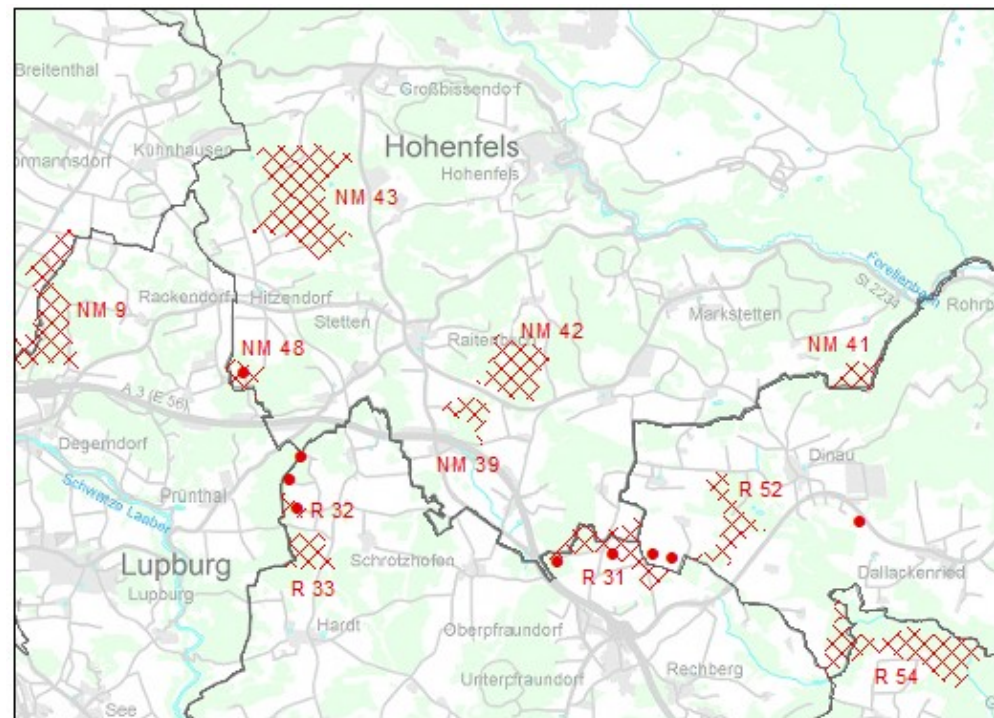 Breitenthal
Großbissendorf
ormannsdorf
Kühnhausen
Hohenfels
Hohenfels
NM 43
Forellenbach
St 2234
Rohrb
NM 9
Rackendorf
Hitzendorf
Stetten
Markstetten
NM 42
Raitenbuch
NM 48
NM 41
A 3 (E 56)
Degerndorf
NM 39
Dinau
Schwarze Laaber
Prünthal
R 32
R 52
Lupburg
Lupburg
Schrotzhofen
R 31
Dallackenried
R 33
Hardt
Oberpfraundorf
Rechberg
Unterpfraundorf
R 54
See
G